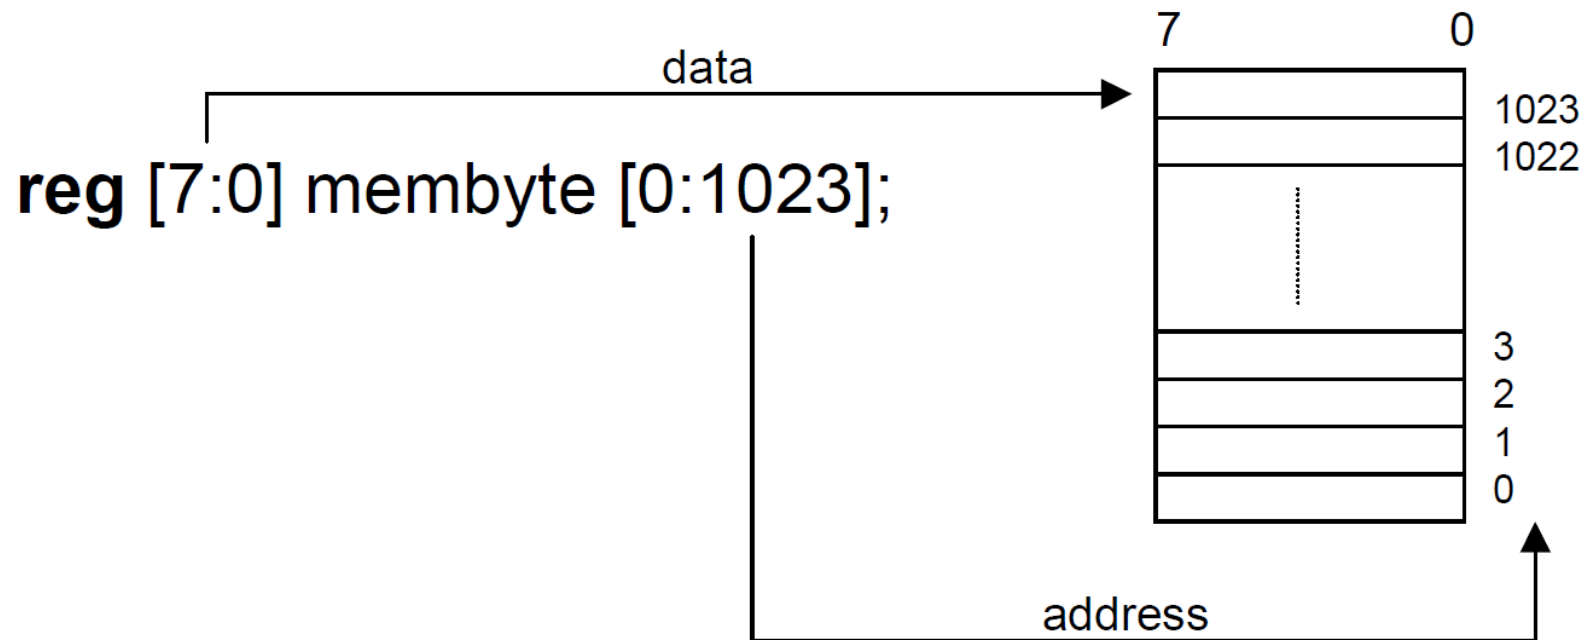 7 0
data
1023
1022
reg [7:0] membyte [0:1023];
3
2
1
0
address